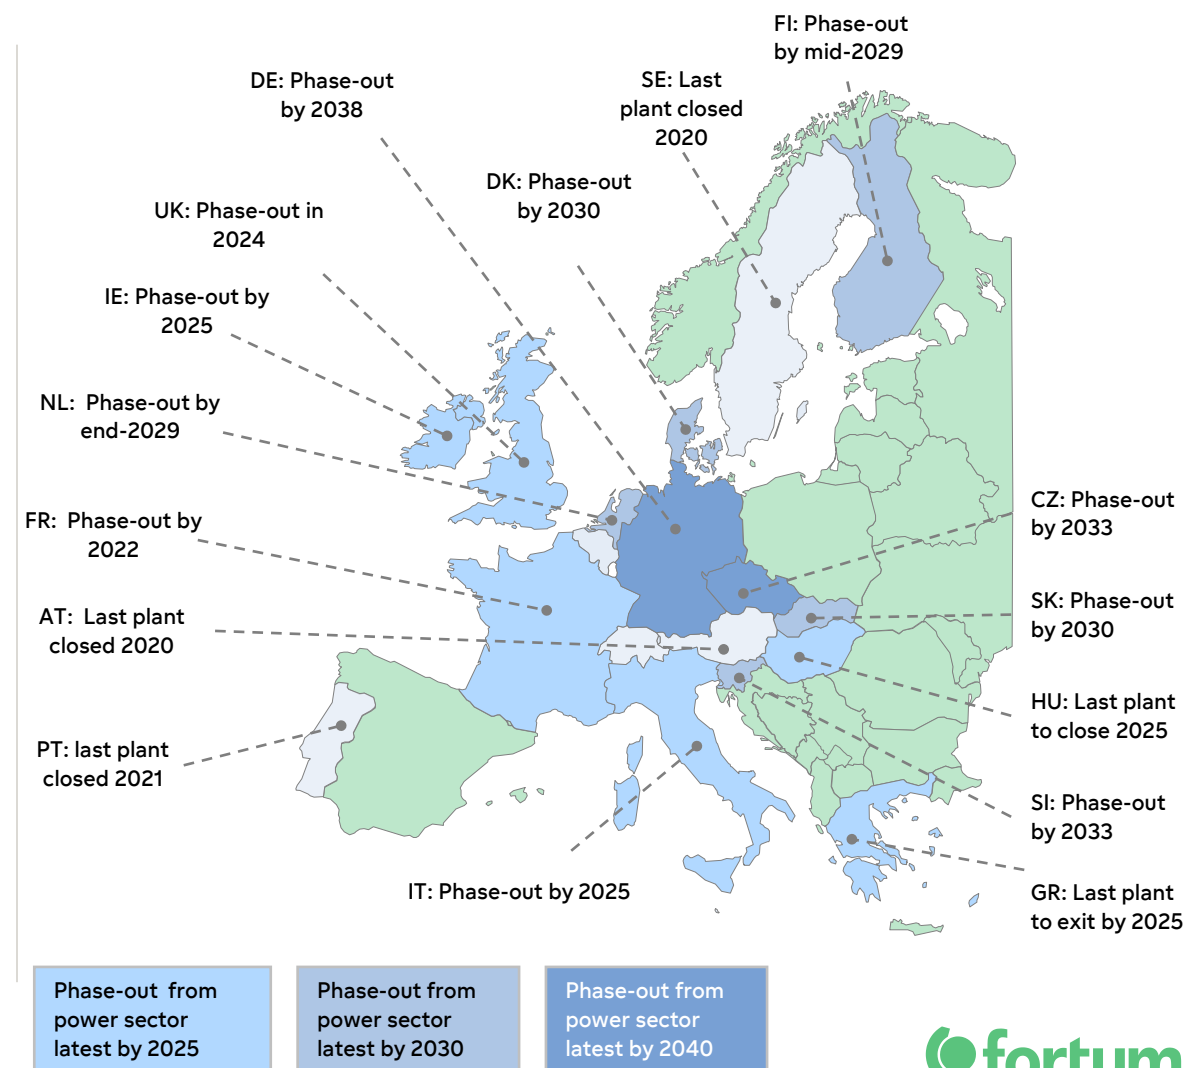 FI: Phase-out
by mid-2029
DE: Phase-out
by 2038
SE: Last
plant closed
2020
DK: Phase-out
by 2030
UK: Phase-out in
2024
IE: Phase-out by
2025
NL: Phase-out by
end-2029
FR: Phase-out by
2022
CZ: Phase-out
by 2033
AT: Last plant
closed 2020
SK: Phase-out
by 2030
HU: Last plant
to close 2025
PT: last plant
closed 2021
SI: Phase-out
by 2033
IT: Phase-out by 2025
GR: Last plant
to exit by 2025
Phase-out from
power sector
latest by 2025
Phase-out from
power sector
latest by 2030
Phase-out from
power sector
latest by 2040
fortum